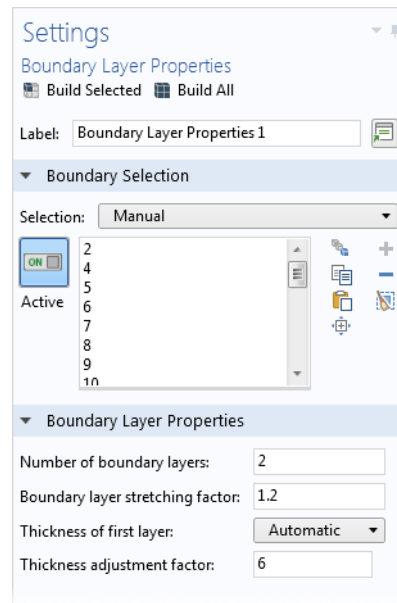 Settings
Boundary Layer Properties
Build Selected Build All
Label: Boundary Layer Properties 1
Boundary Selection
Selection: Manual
ON
Active
2
4
5
6
7
8
9
10
Boundary Layer Properties
Number of boundary layers: 2
Boundary layer stretching factor: 1.2
Thickness of first layer: Automatic
Thickness adjustment factor: 6